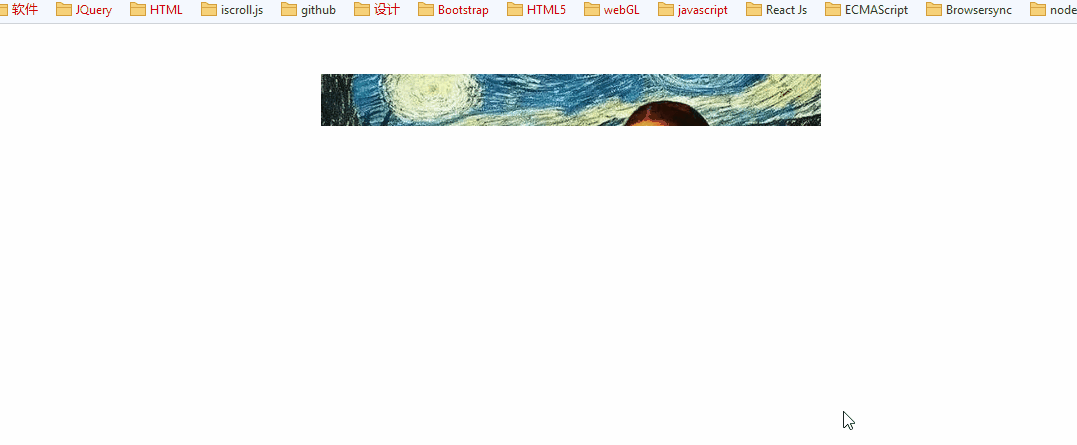 软件 JQuery HTML iscroll.js github 设计 Bootstrap HTML5 webGL javascript React Js ECMAScript Browsersync node